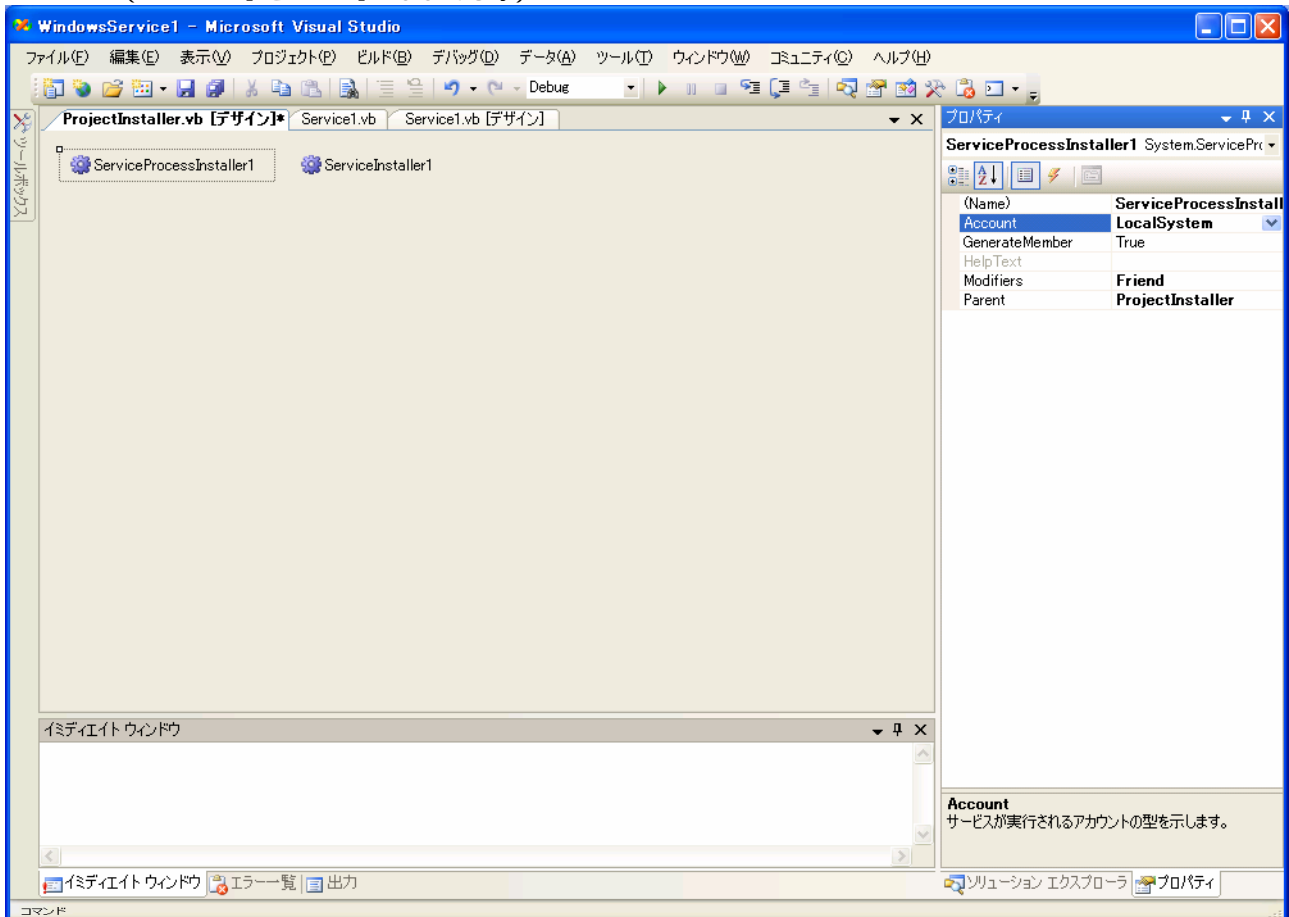 WindowsService1 - Microsoft Visual Studio
ファイル(F) 編集(E) 表示(V) プロジェクト(P) ビルド(B) デバッグ(D) データ(A) ツール(T) ウィンドウ(W) コミュニティ(C) ヘルプ(H)
Debug
ProjectInstaller.vb [デザイン]* Service1.vb Service1.vb [デザイン]
ツールボックス
ServiceProcessInstaller1 ServiceInstaller1
プロパティ
ServiceProcessInstaller1 System.ServicePr
(Name) ServiceProcessInstall
Account LocalSystem
GenerateMember True
HelpText
Modifiers Friend
Parent ProjectInstaller
イミディエイト ウィンドウ
Account
サービスが実行されるアカウントの型を示します。
イミディエイト ウィンドウ エラー一覧 出力
ソリューション エクスプローラ プロパティ
コマンド